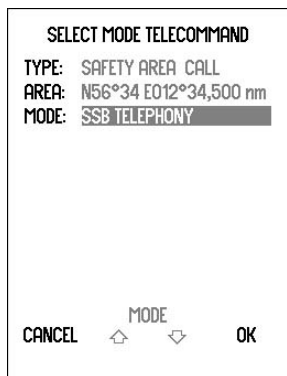 SELECT MODE TELECOMMAND
TYPE: SAFETY AREA CALL
AREA: N56°34 E012°34,500 nm
MODE: SSB TELEPHONY
MODE
CANCEL OK